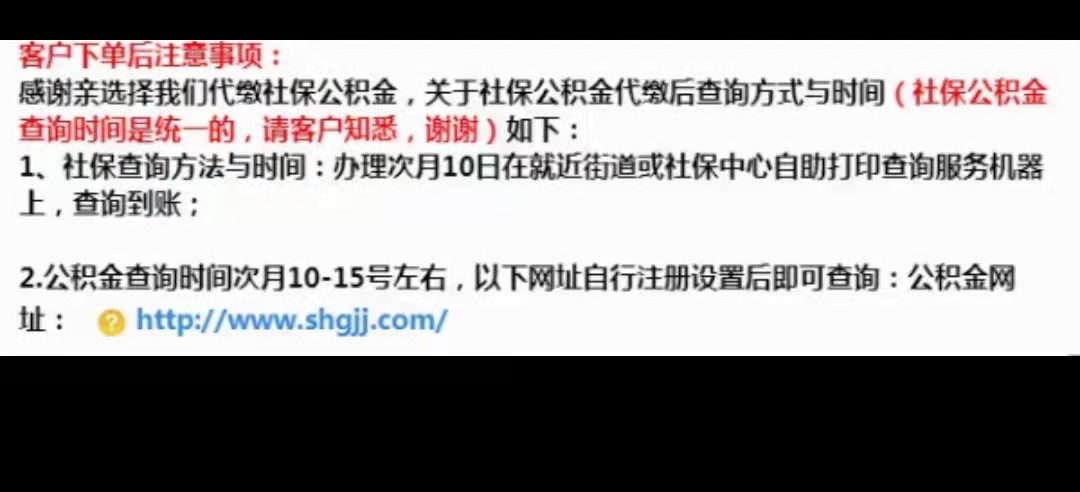 客户下单后注意事项：
感谢亲选择我们代缴社保公积金，关于社保公积金代缴后查询方式与时间（社保公积金
查询时间是统一的，请客户知悉，谢谢）如下：
1、社保查询方法与时间：办理次月10日在就近街道或社保中心自助打印查询服务机器
上，查询到账；
2.公积金查询时间次月10-15号左右，以下网址自行注册设置后即可查询：公积金网
址： ? http://www.shgjj.com/